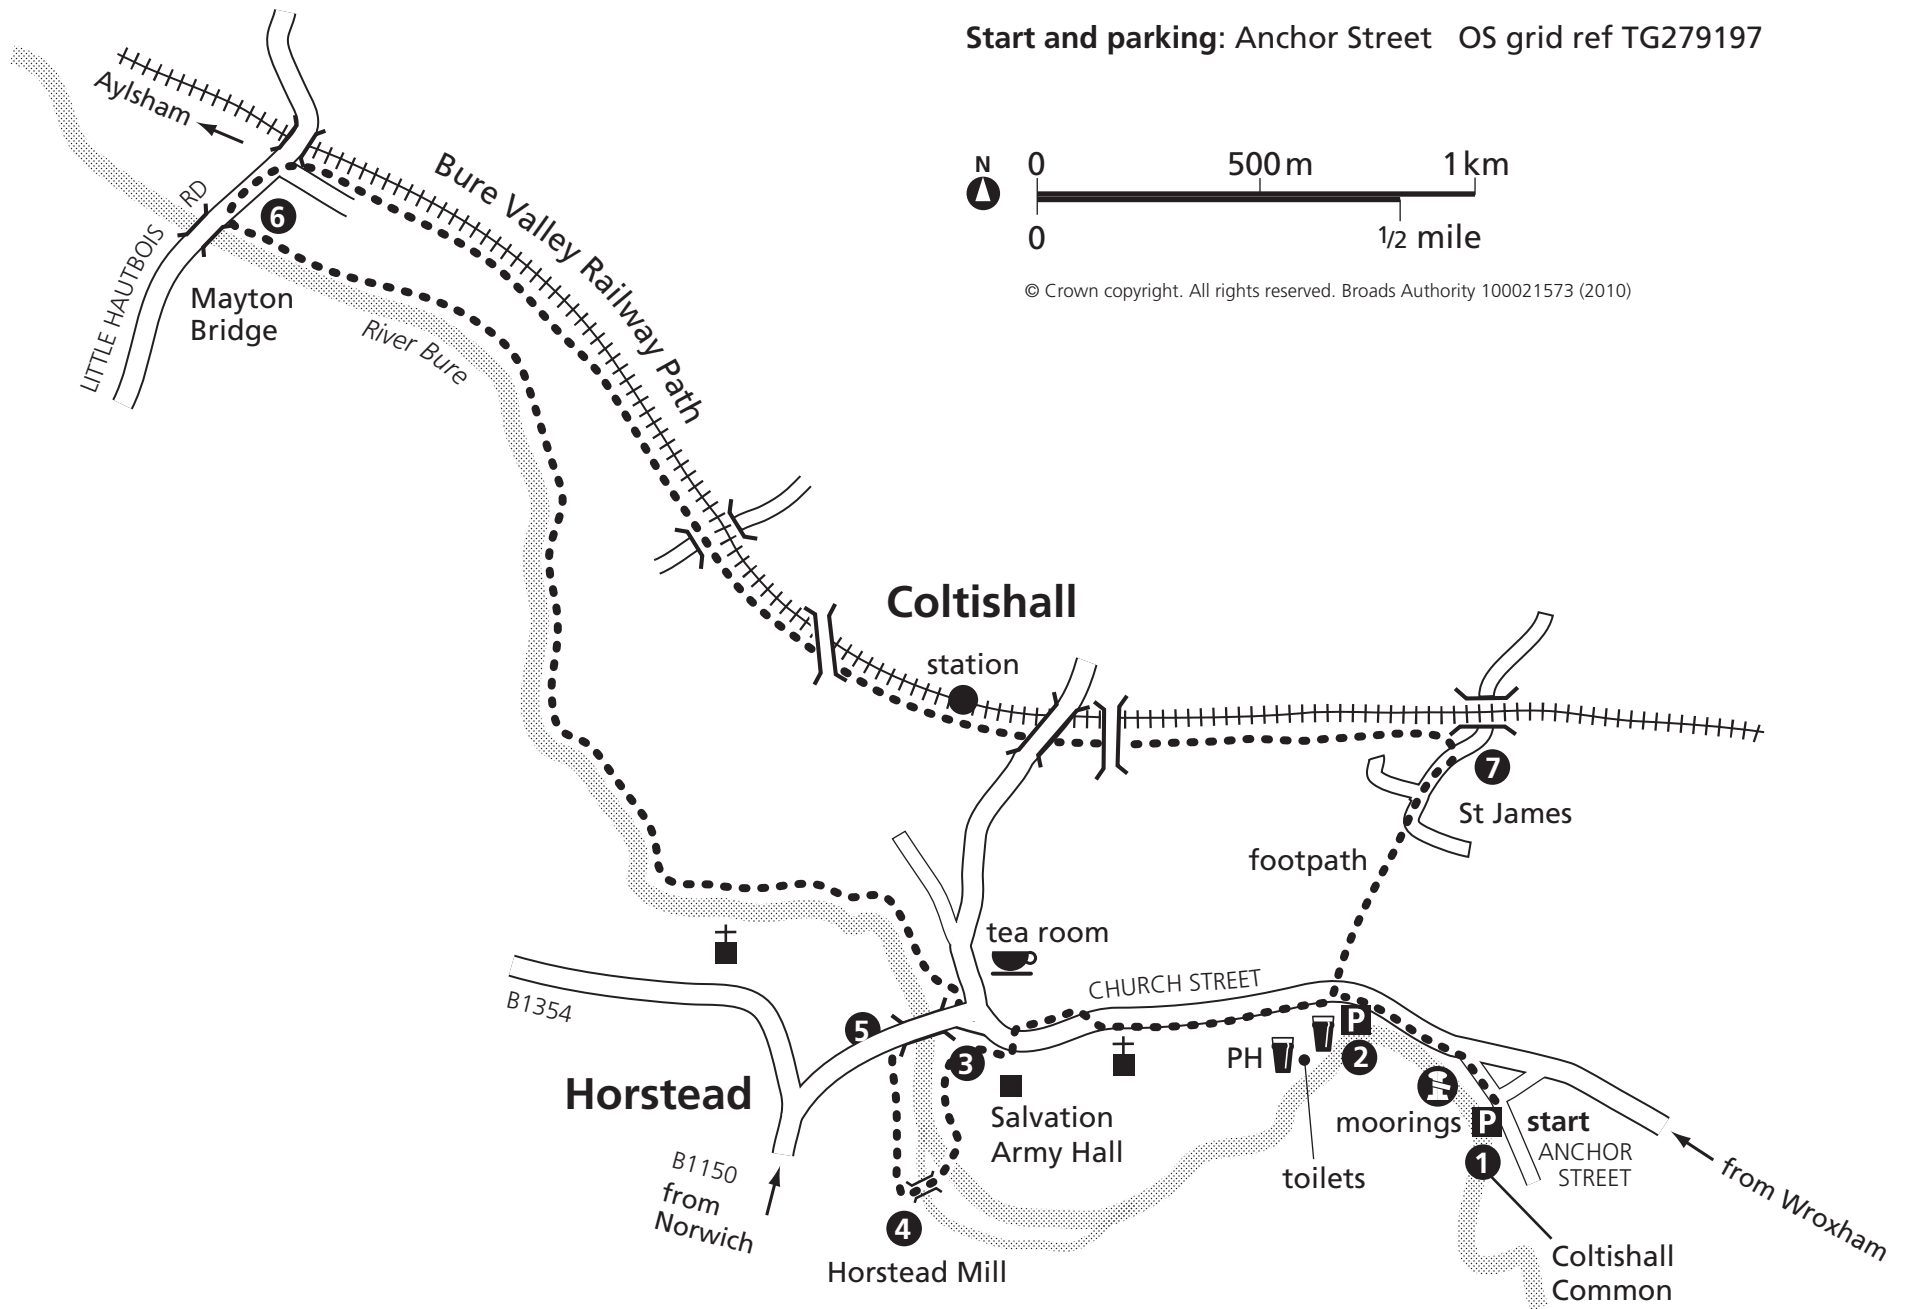 Start and parking: Anchor Street OS grid ref TG279197
Aylsham
N
0 500 m 1 km
0 1/2 mile
© Crown copyright. All rights reserved. Broads Authority 100021573 (2010)
Bure Valley Railway Path
LITTLE HAUTBOIS RD
6
Mayton
Bridge
River Bure
Coltishall
station
7
St James
footpath
tea room
CHURCH STREET
B1354
5
3
P
PH
2
Horstead
Salvation
Army Hall
moorings
P
start
ANCHOR
STREET
1
toilets
B1150
from
Norwich
from Wroxham
4
Horstead Mill
Coltishall
Common